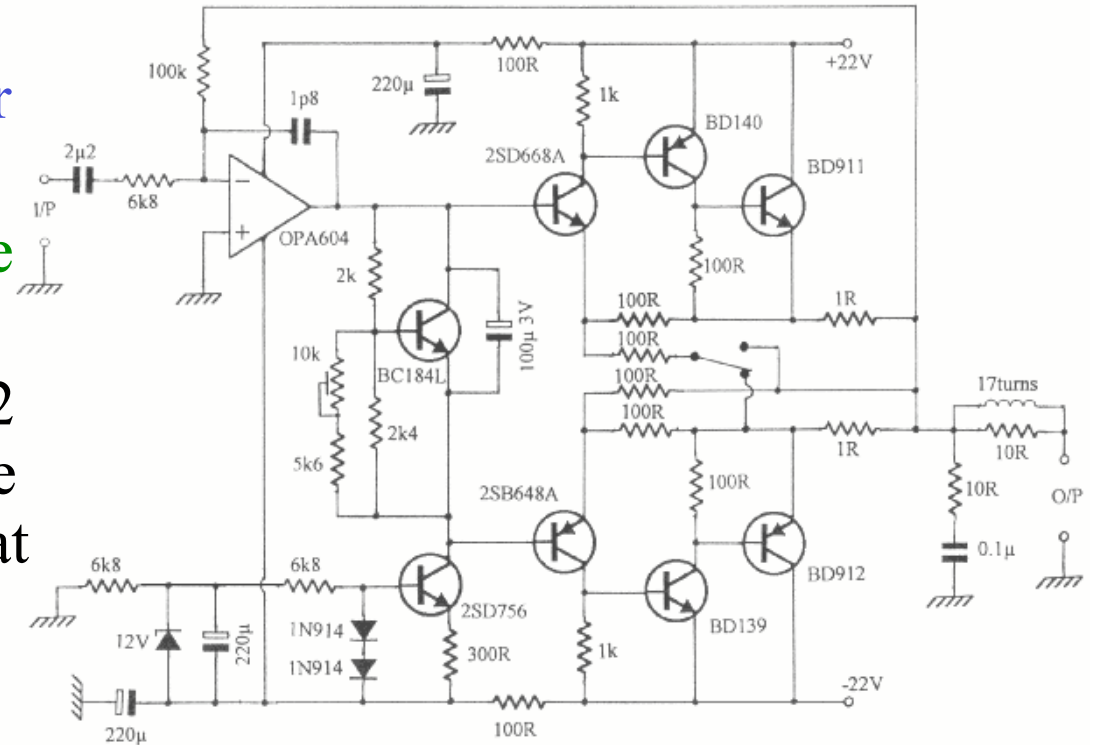 r
e
2
e
at
100k
1p8
220µ
100R
+22V
1k
BD140
2SD668A
BD911
2µ2
6k8
I/P
OPA604
2k
100R
100R
1R
100R
100R
100R
1R
100µ 3V
10k
BC184L
2k4
5k6
17turns
10R
10R
O/P
0.1µ
2SB648A
100R
BD912
BD139
6k8
6k8
2SD756
12V
220µ
1N914
1N914
300R
1k
-22V
100R
220µ